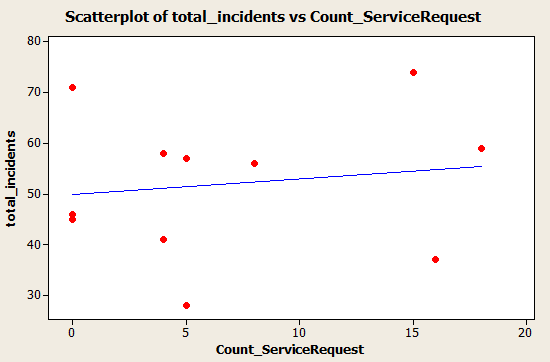 Scatterplot of total_incidents vs Count_ServiceRequest
80
70
60
50
40
30
total_incidents
0 5 10 15 20
Count_ServiceRequest